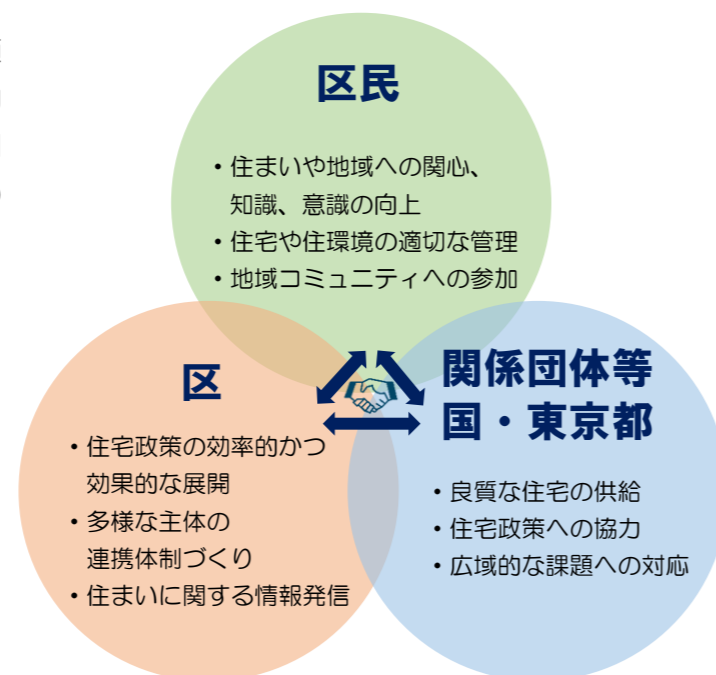 区民
・住まいや地域への関心、
知識、意識の向上
・住宅や住環境の適切な管理
・地域コミュニティへの参加
区
・住宅政策の効率的かつ
効果的な展開
・多様な主体の
連携体制づくり
・住まいに関する情報発信
関係団体等
国・東京都
・良質な住宅の供給
・住宅政策への協力
・広域的な課題への対応